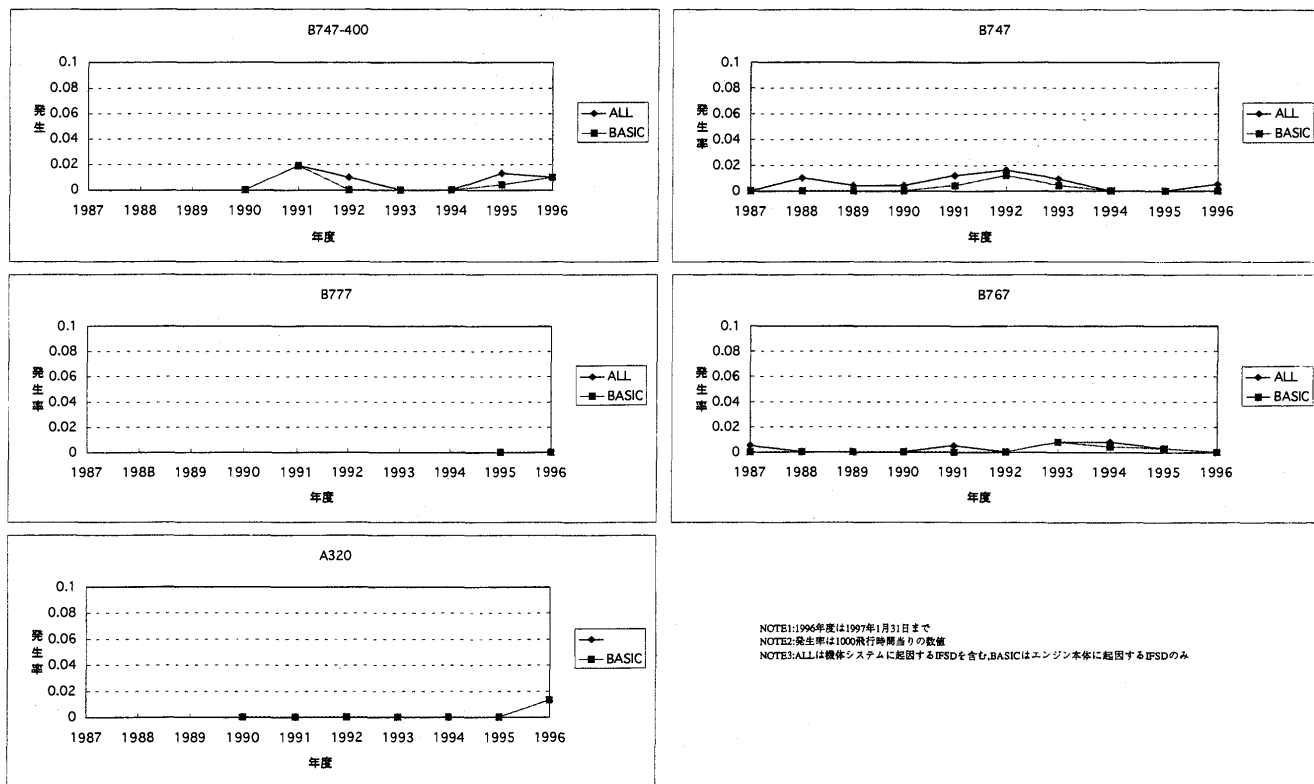 B747-400
0.1
0.08
0.06
0.04
0.02
0
発生率
1987 1988 1989 1990 1991 1992 1993 1994 1995 1996
年度
ALL
BASIC
B747
0.1
0.08
0.06
0.04
0.02
0
発生率
1987 1988 1989 1990 1991 1992 1993 1994 1995 1996
年度
ALL
BASIC
B777
0.1
0.08
0.06
0.04
0.02
0
発生率
1987 1988 1989 1990 1991 1992 1993 1994 1995 1996
年度
ALL
BASIC
B767
0.1
0.08
0.06
0.04
0.02
0
発生率
1987 1988 1989 1990 1991 1992 1993 1994 1995 1996
年度
ALL
BASIC
A320
0.1
0.08
0.06
0.04
0.02
0
発生率
1987 1988 1989 1990 1991 1992 1993 1994 1995 1996
年度
BASIC
NOTE1:1996年度は1997年1月31日まで
NOTE2:発生率は1000飛行時間当りの数値
NOTE3:ALLは機体システムに起因するIFSDを含む,BASICはエンジン本体に起因するIFSDのみ